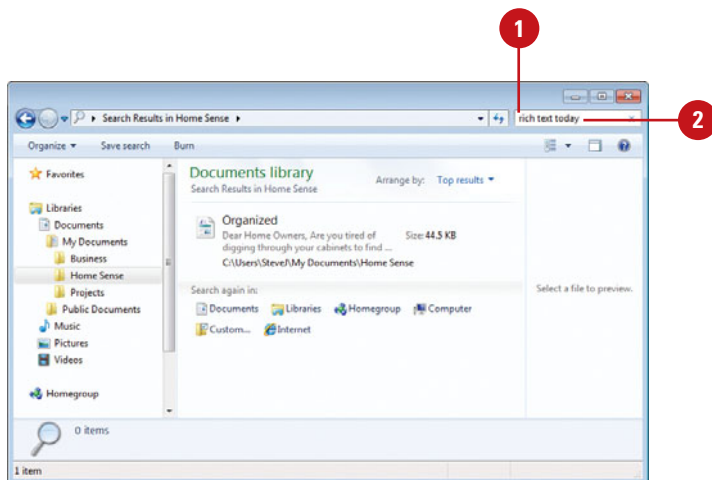 1
Search Results in Home Sense
rich text today
2
Organize
Save search
Burn
Favorites
Libraries
Documents
My Documents
Business
Home Sense
Projects
Public Documents
Music
Pictures
Videos
Homegroup
Documents library
Search Results in Home Sense
Arrange by: Top results
Organized
Dear Home Owners, Are you tired of
digging through your cabinets to find ...
Size: 44.5 KB
C:\Users\SteveJ\My Documents\Home Sense
Search again in:
Documents Libraries Homegroup Computer
Custom... Internet
Select a file to preview.
0 items
1 item